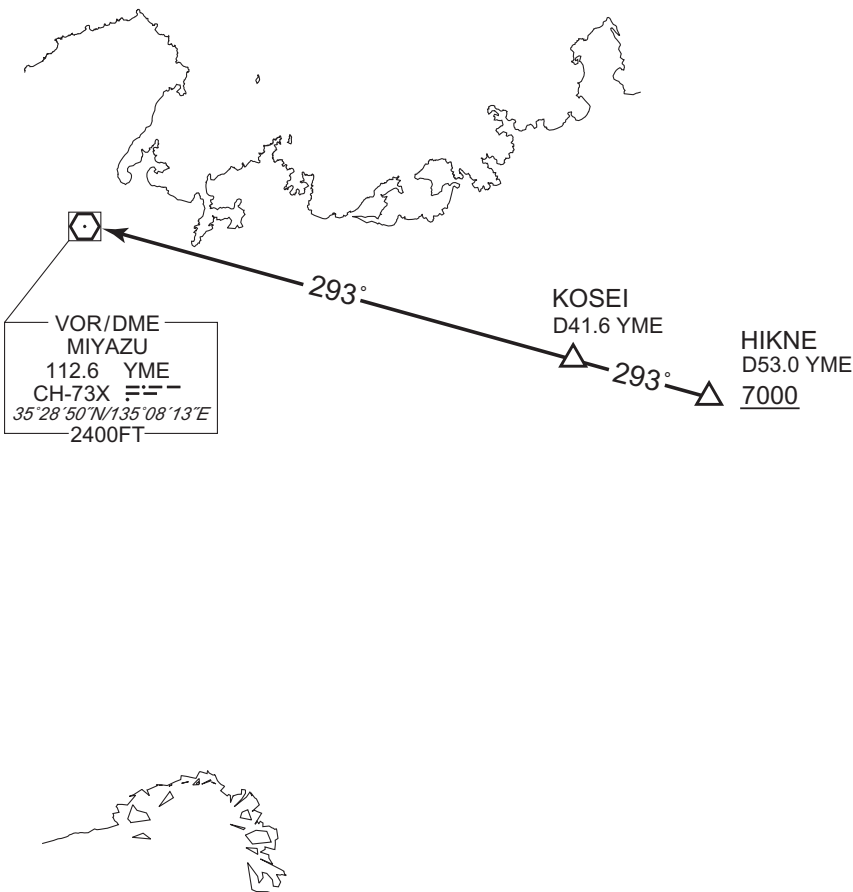 293°
KOSEI
D41.6 YME
293°
HIKNE
D53.0 YME
7000
VOR/DME
MIYAZU
112.6 YME
CH-73X
35°28′50″N/135°08′13″E
2400FT